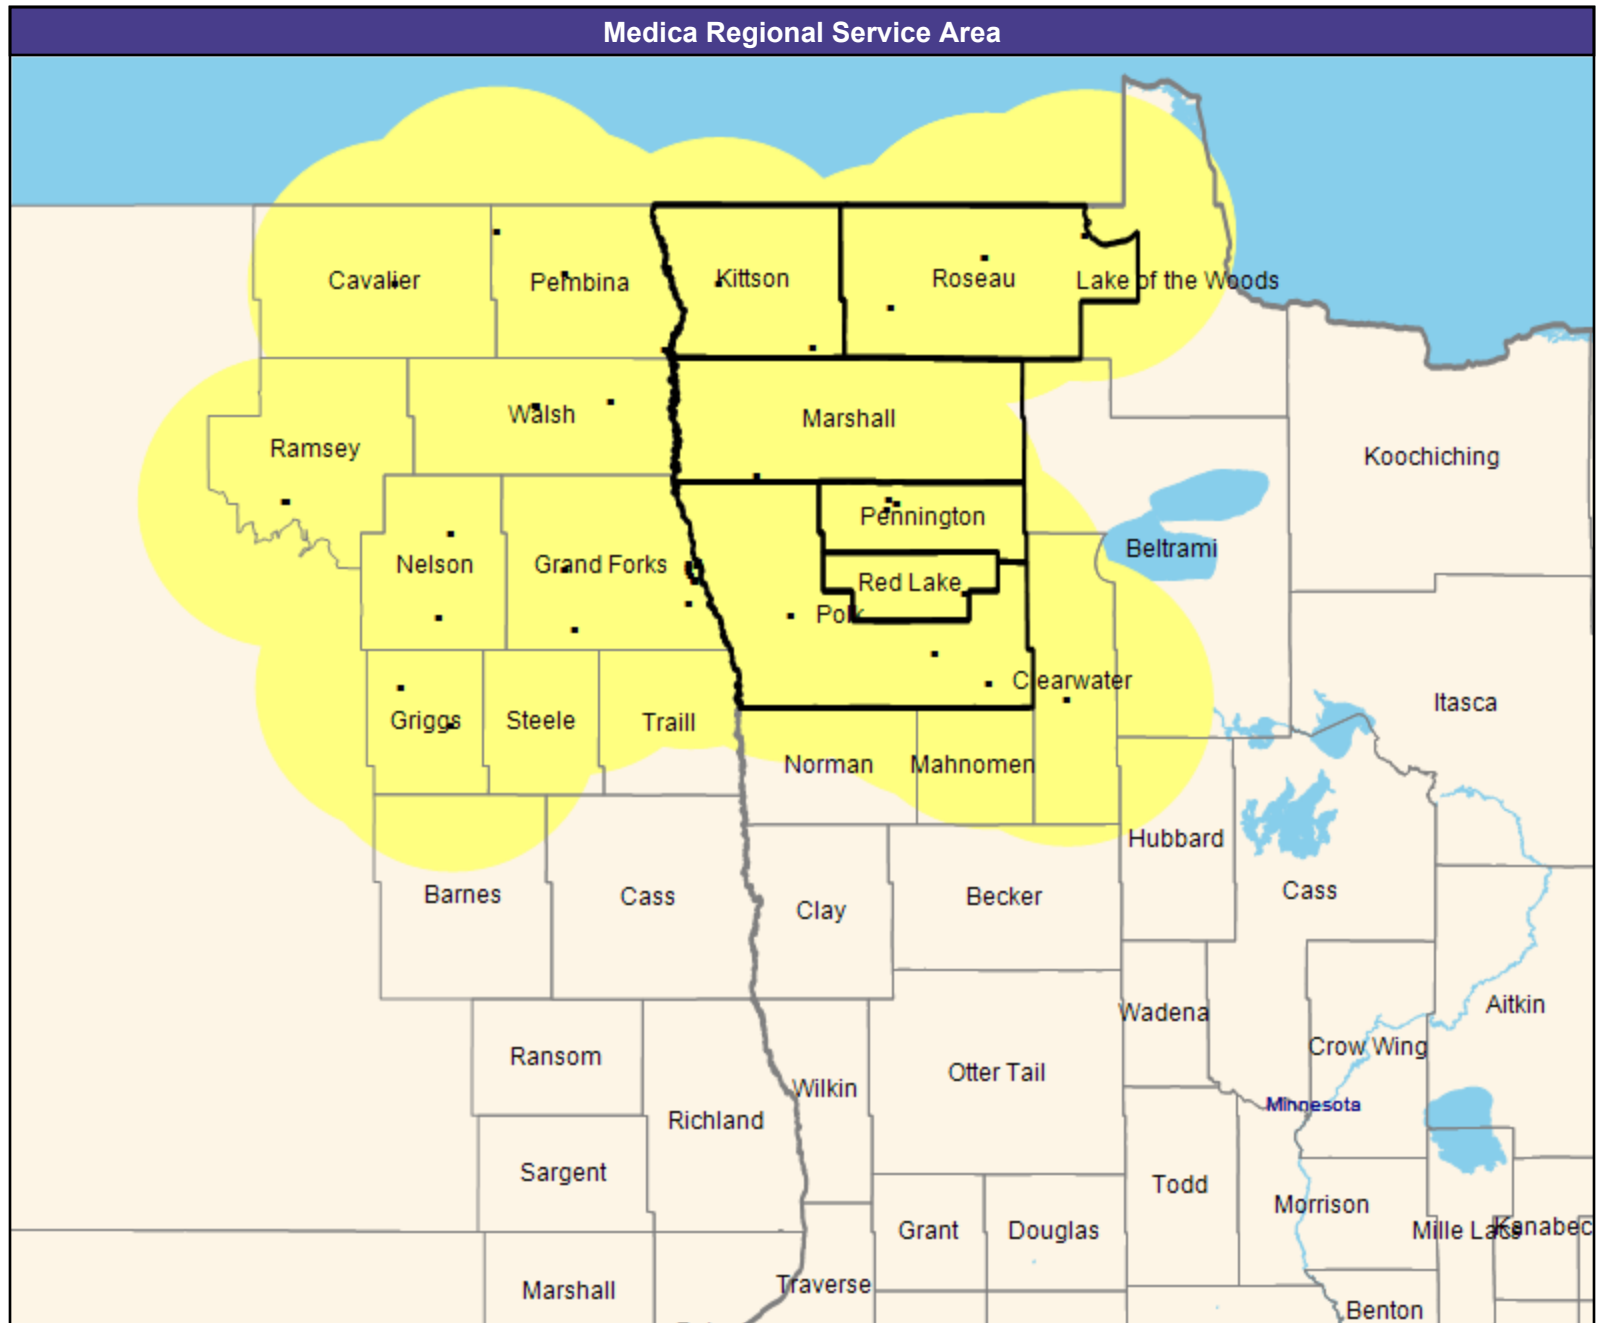 Medica Regional Service Area
Cavalier
Pembina
Kittson
Roseau
Lake of the Woods
Walsh
Marshall
Ramsey
Koochiching
Pennington
Nelson
Grand Forks
Beltrami
Red Lake
Polk
Clearwater
Griggs
Steele
Traill
Itasca
Norman
Mahnomen
Hubbard
Barnes
Cass
Clay
Becker
Cass
Wadena
Aitkin
Ransom
Crow Wing
Otter Tail
Wilkin
Minnesota
Richland
Sargent
Todd
Morrison
Grant
Douglas
Mille Lacs
Kanabec
Marshall
Traverse
Benton